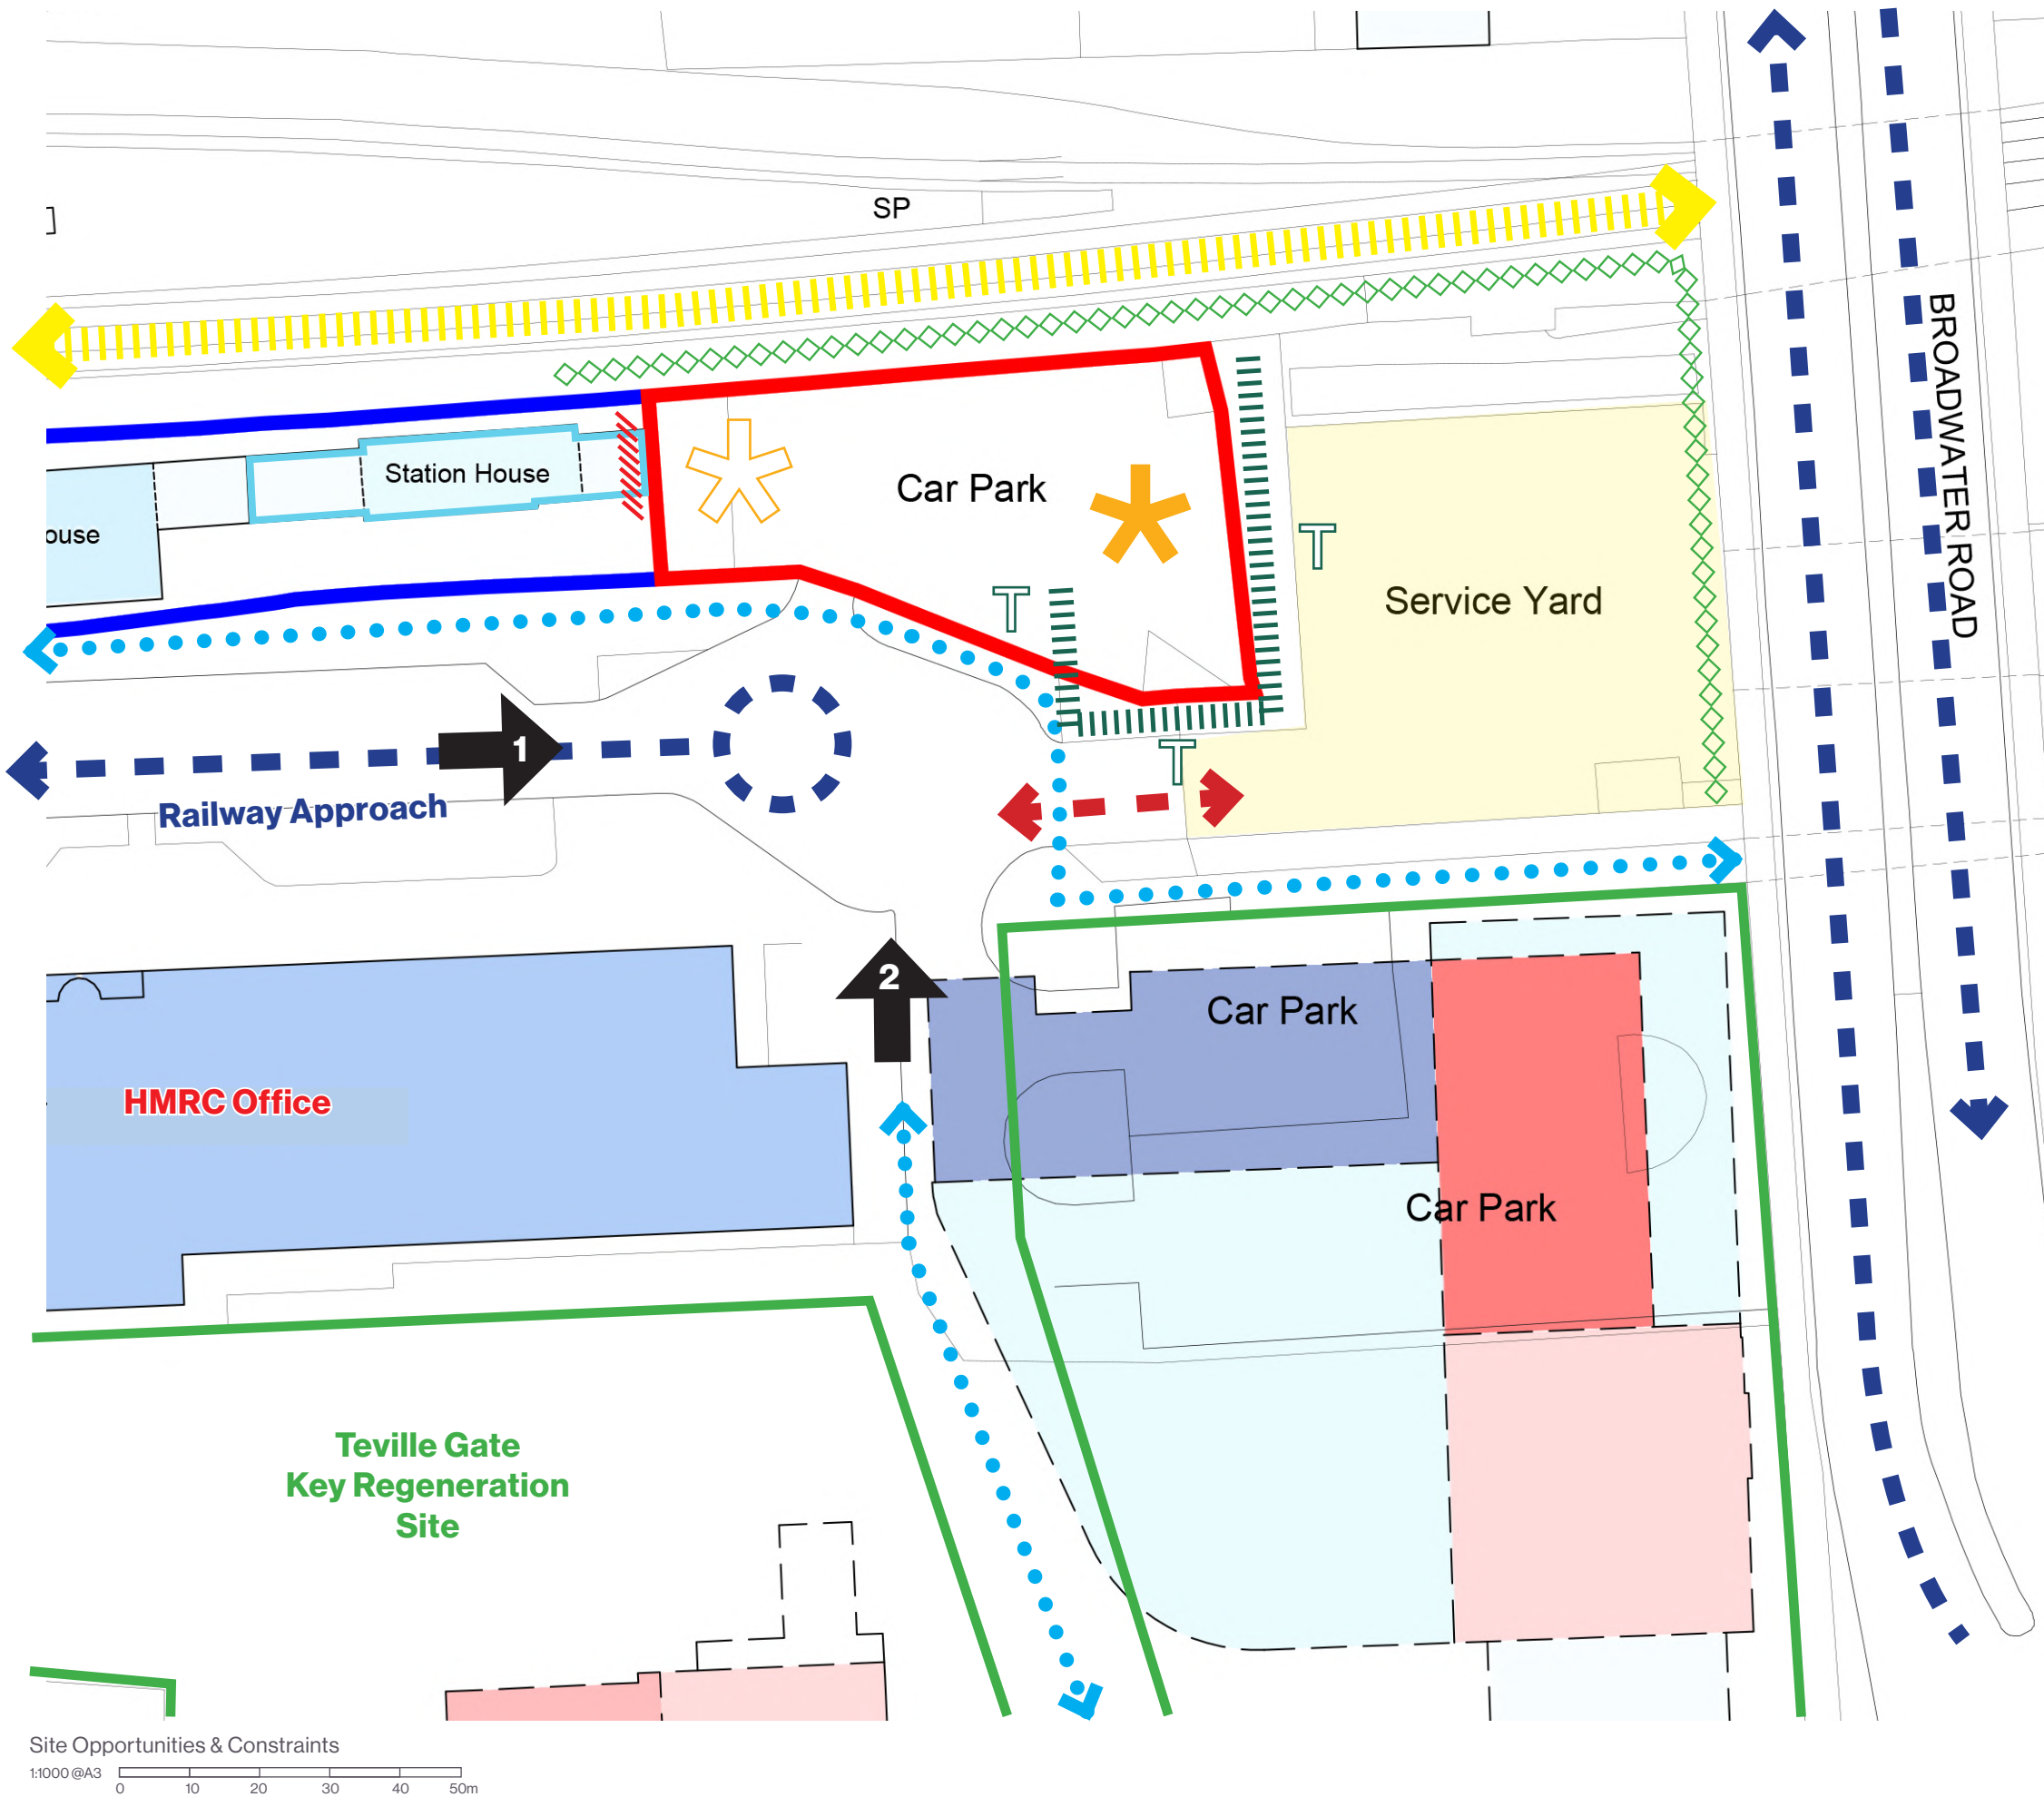 SP
BROADWATER ROAD
Car Park
Station House
ouse
T
T
Service Yard
T
1
Railway Approach
2
Car Park
HMRC Office
Car Park
Teville Gate
Key Regeneration
Site
Site Opportunities & Constraints
1:1000 @A3
0 10 20 30 40 50m